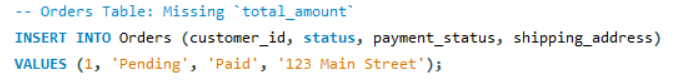 -- Orders Table: Missing `total_amount`
INSERT INTO Orders (customer_id, status, payment_status, shipping_address)
VALUES (1, 'Pending', 'Paid', '123 Main Street');